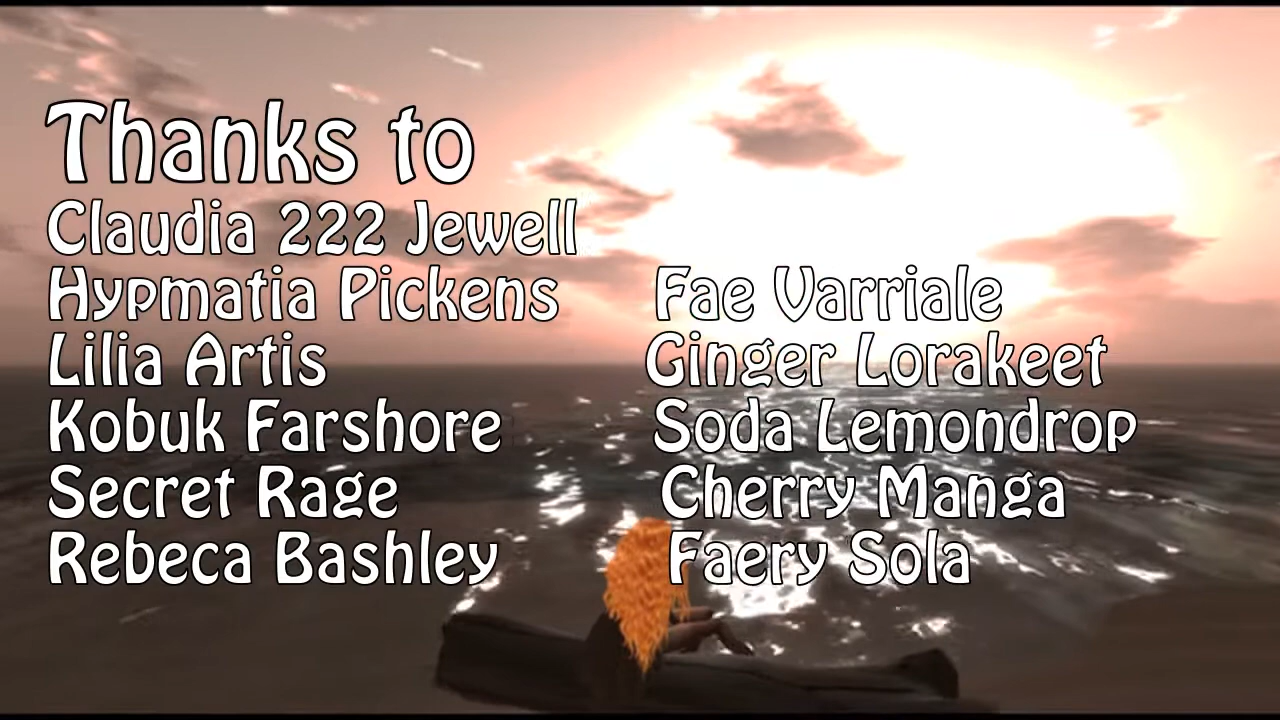 Thanks to
Claudia 222 Jewell
Hypmatia Pickens
Lilia Artis
Kobuk Farshore
Secret Rage
Rebeca Bashley
Fae Varriale
Ginger Lorakeet
Soda Lemondrop
Cherry Manga
Faery Sola